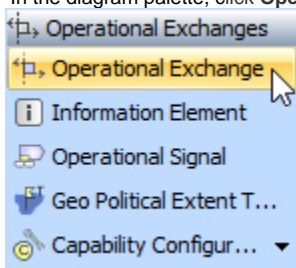 In the diagram palette, click Ope
Operational Exchanges
Operational Exchange
Information Element
Operational Signal
Geo Political Extent T...
Capability Configur...